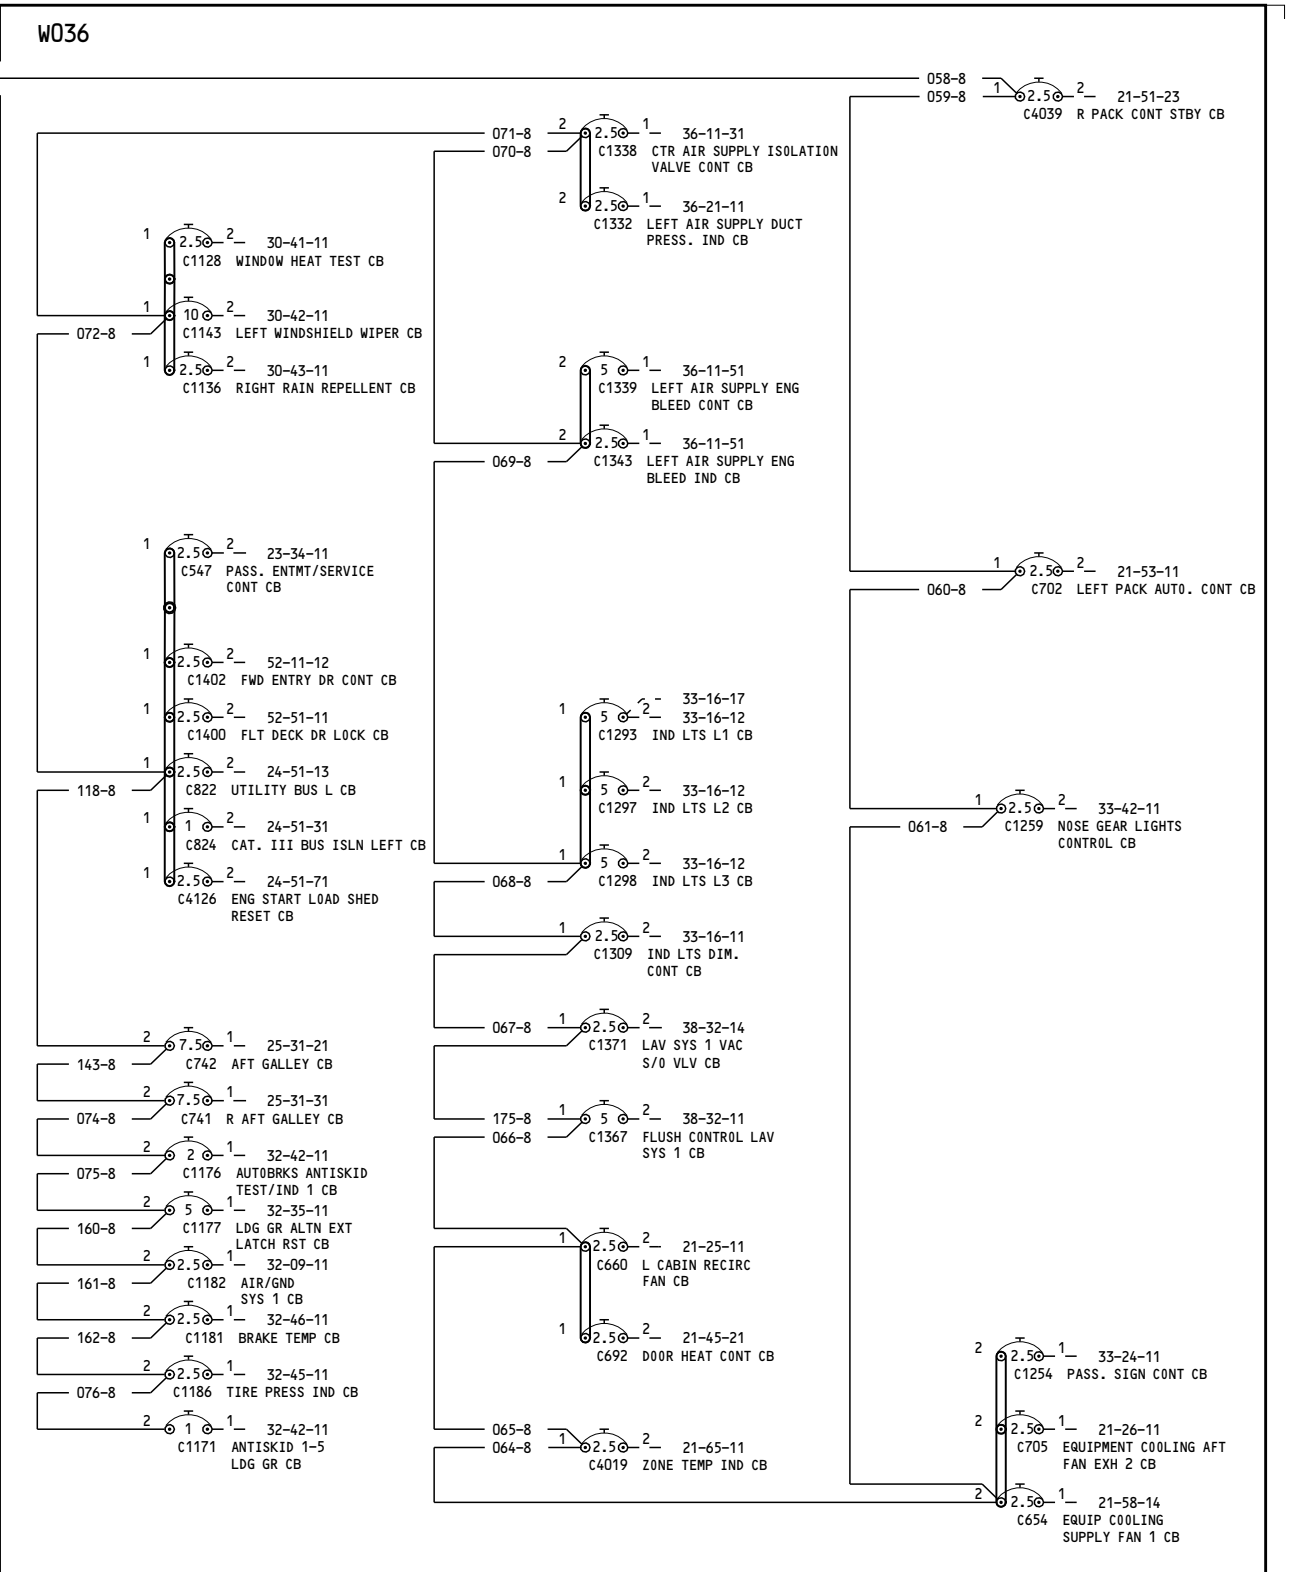 W036
058-8
059-8
1 2.5 2 21-51-23
C4039 R PACK CONT STBY CB
071-8
070-8
2 2.5 1 36-11-31
C1338 CTR AIR SUPPLY ISOLATION
VALVE CONT CB
2 2.5 1 36-21-11
C1332 LEFT AIR SUPPLY DUCT
PRESS. IND CB
1 2.5 2 30-41-11
C1128 WINDOW HEAT TEST CB
1 10 2 30-42-11
072-8
C1143 LEFT WINDSHIELD WIPER CB
1 2.5 2 30-43-11
C1136 RIGHT RAIN REPELLENT CB
2 5 1 36-11-51
C1339 LEFT AIR SUPPLY ENG
BLEED CONT CB
2 2.5 1 36-11-51
069-8
C1343 LEFT AIR SUPPLY ENG
BLEED IND CB
1 2.5 2 23-34-11
C547 PASS. ENTMT/SERVICE
CONT CB
1 2.5 2 21-53-11
060-8
C702 LEFT PACK AUTO. CONT CB
1 2.5 2 52-11-12
C1402 FWD ENTRY DR CONT CB
1 2.5 2 52-51-11
C1400 FLT DECK DR LOCK CB
1 2.5 2 24-51-13
118-8
C822 UTILITY BUS L CB
1 1 2 24-51-31
C824 CAT. III BUS ISLN LEFT CB
1 2.5 2 24-51-71
C4126 ENG START LOAD SHED
RESET CB
33-16-17
1 5 2 33-16-12
C1293 IND LTS L1 CB
1 5 2 33-16-12
C1297 IND LTS L2 CB
1 5 2 33-16-12
068-8
C1298 IND LTS L3 CB
1 2.5 2 33-42-11
061-8
C1259 NOSE GEAR LIGHTS
CONTROL CB
1 2.5 2 33-16-11
C1309 IND LTS DIM.
CONT CB
067-8
1 2.5 2 38-32-14
C1371 LAV SYS 1 VAC
S/O VLV CB
175-8
066-8
1 5 2 38-32-11
C1367 FLUSH CONTROL LAV
SYS 1 CB
2 7.5 1 25-31-21
143-8
C742 AFT GALLEY CB
2 7.5 1 25-31-31
074-8
C741 R AFT GALLEY CB
2 2 1 32-42-11
075-8
C1176 AUTOBRKS ANTISKID
TEST/IND 1 CB
2 5 1 32-35-11
160-8
C1177 LDG GR ALTN EXT
LATCH RST CB
2 2.5 1 32-09-11
161-8
C1182 AIR/GND
SYS 1 CB
2 2.5 1 32-46-11
162-8
C1181 BRAKE TEMP CB
2 2.5 1 32-45-11
076-8
C1186 TIRE PRESS IND CB
2 1 1 32-42-11
C1171 ANTISKID 1-5
LDG GR CB
1 2.5 2 21-25-11
C660 L CABIN RECIRC
FAN CB
1 2.5 2 21-45-21
C692 DOOR HEAT CONT CB
065-8
064-8
1 2.5 2 21-65-11
C4019 ZONE TEMP IND CB
2 2.5 1 33-24-11
C1254 PASS. SIGN CONT CB
2 2.5 1 21-26-11
C705 EQUIPMENT COOLING AFT
FAN EXH 2 CB
2 2.5 1 21-58-14
C654 EQUIP COOLING
SUPPLY FAN 1 CB